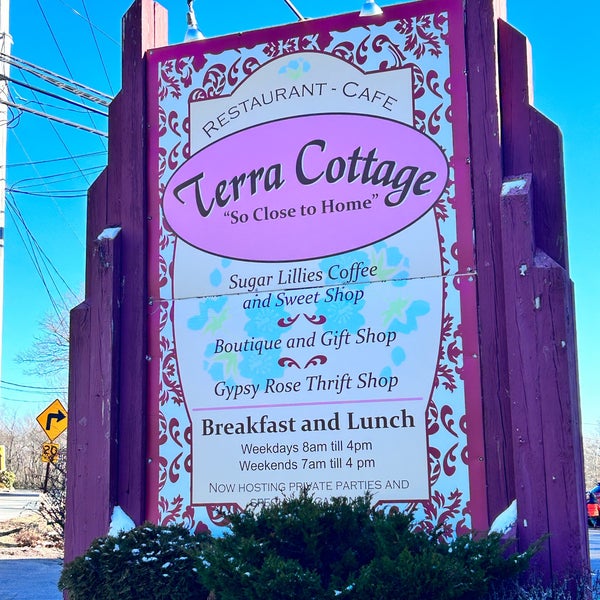 RESTAURANT - CAFE
Terra Cottage
"So Close to Home"
Sugar Lillies Coffee
and Sweet Shop
Boutique and Gift Shop
Gypsy Rose Thrift Shop
Breakfast and Lunch
Weekdays 8am till 4pm
Weekends 7am till 4 pm
NOW HOSTING PRIVATE PARTIES AND